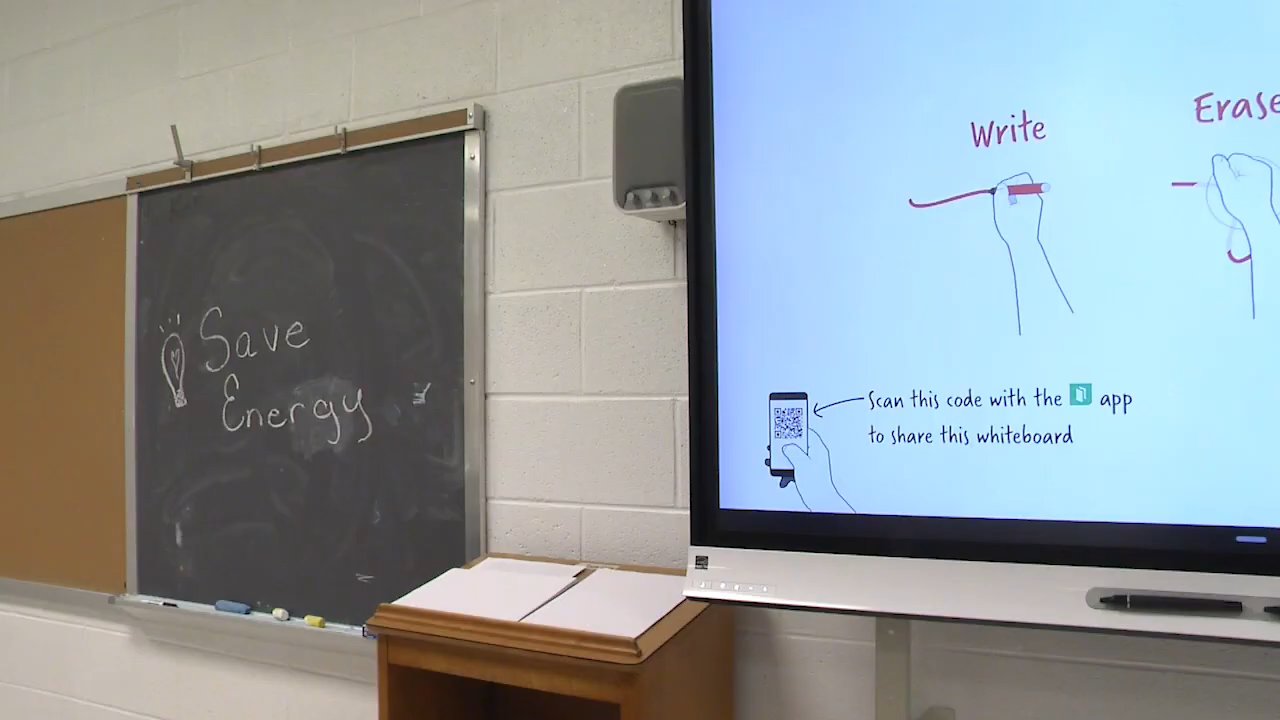 Save
Energy
Write
Erase
Scan this code with the app
to share this whiteboard